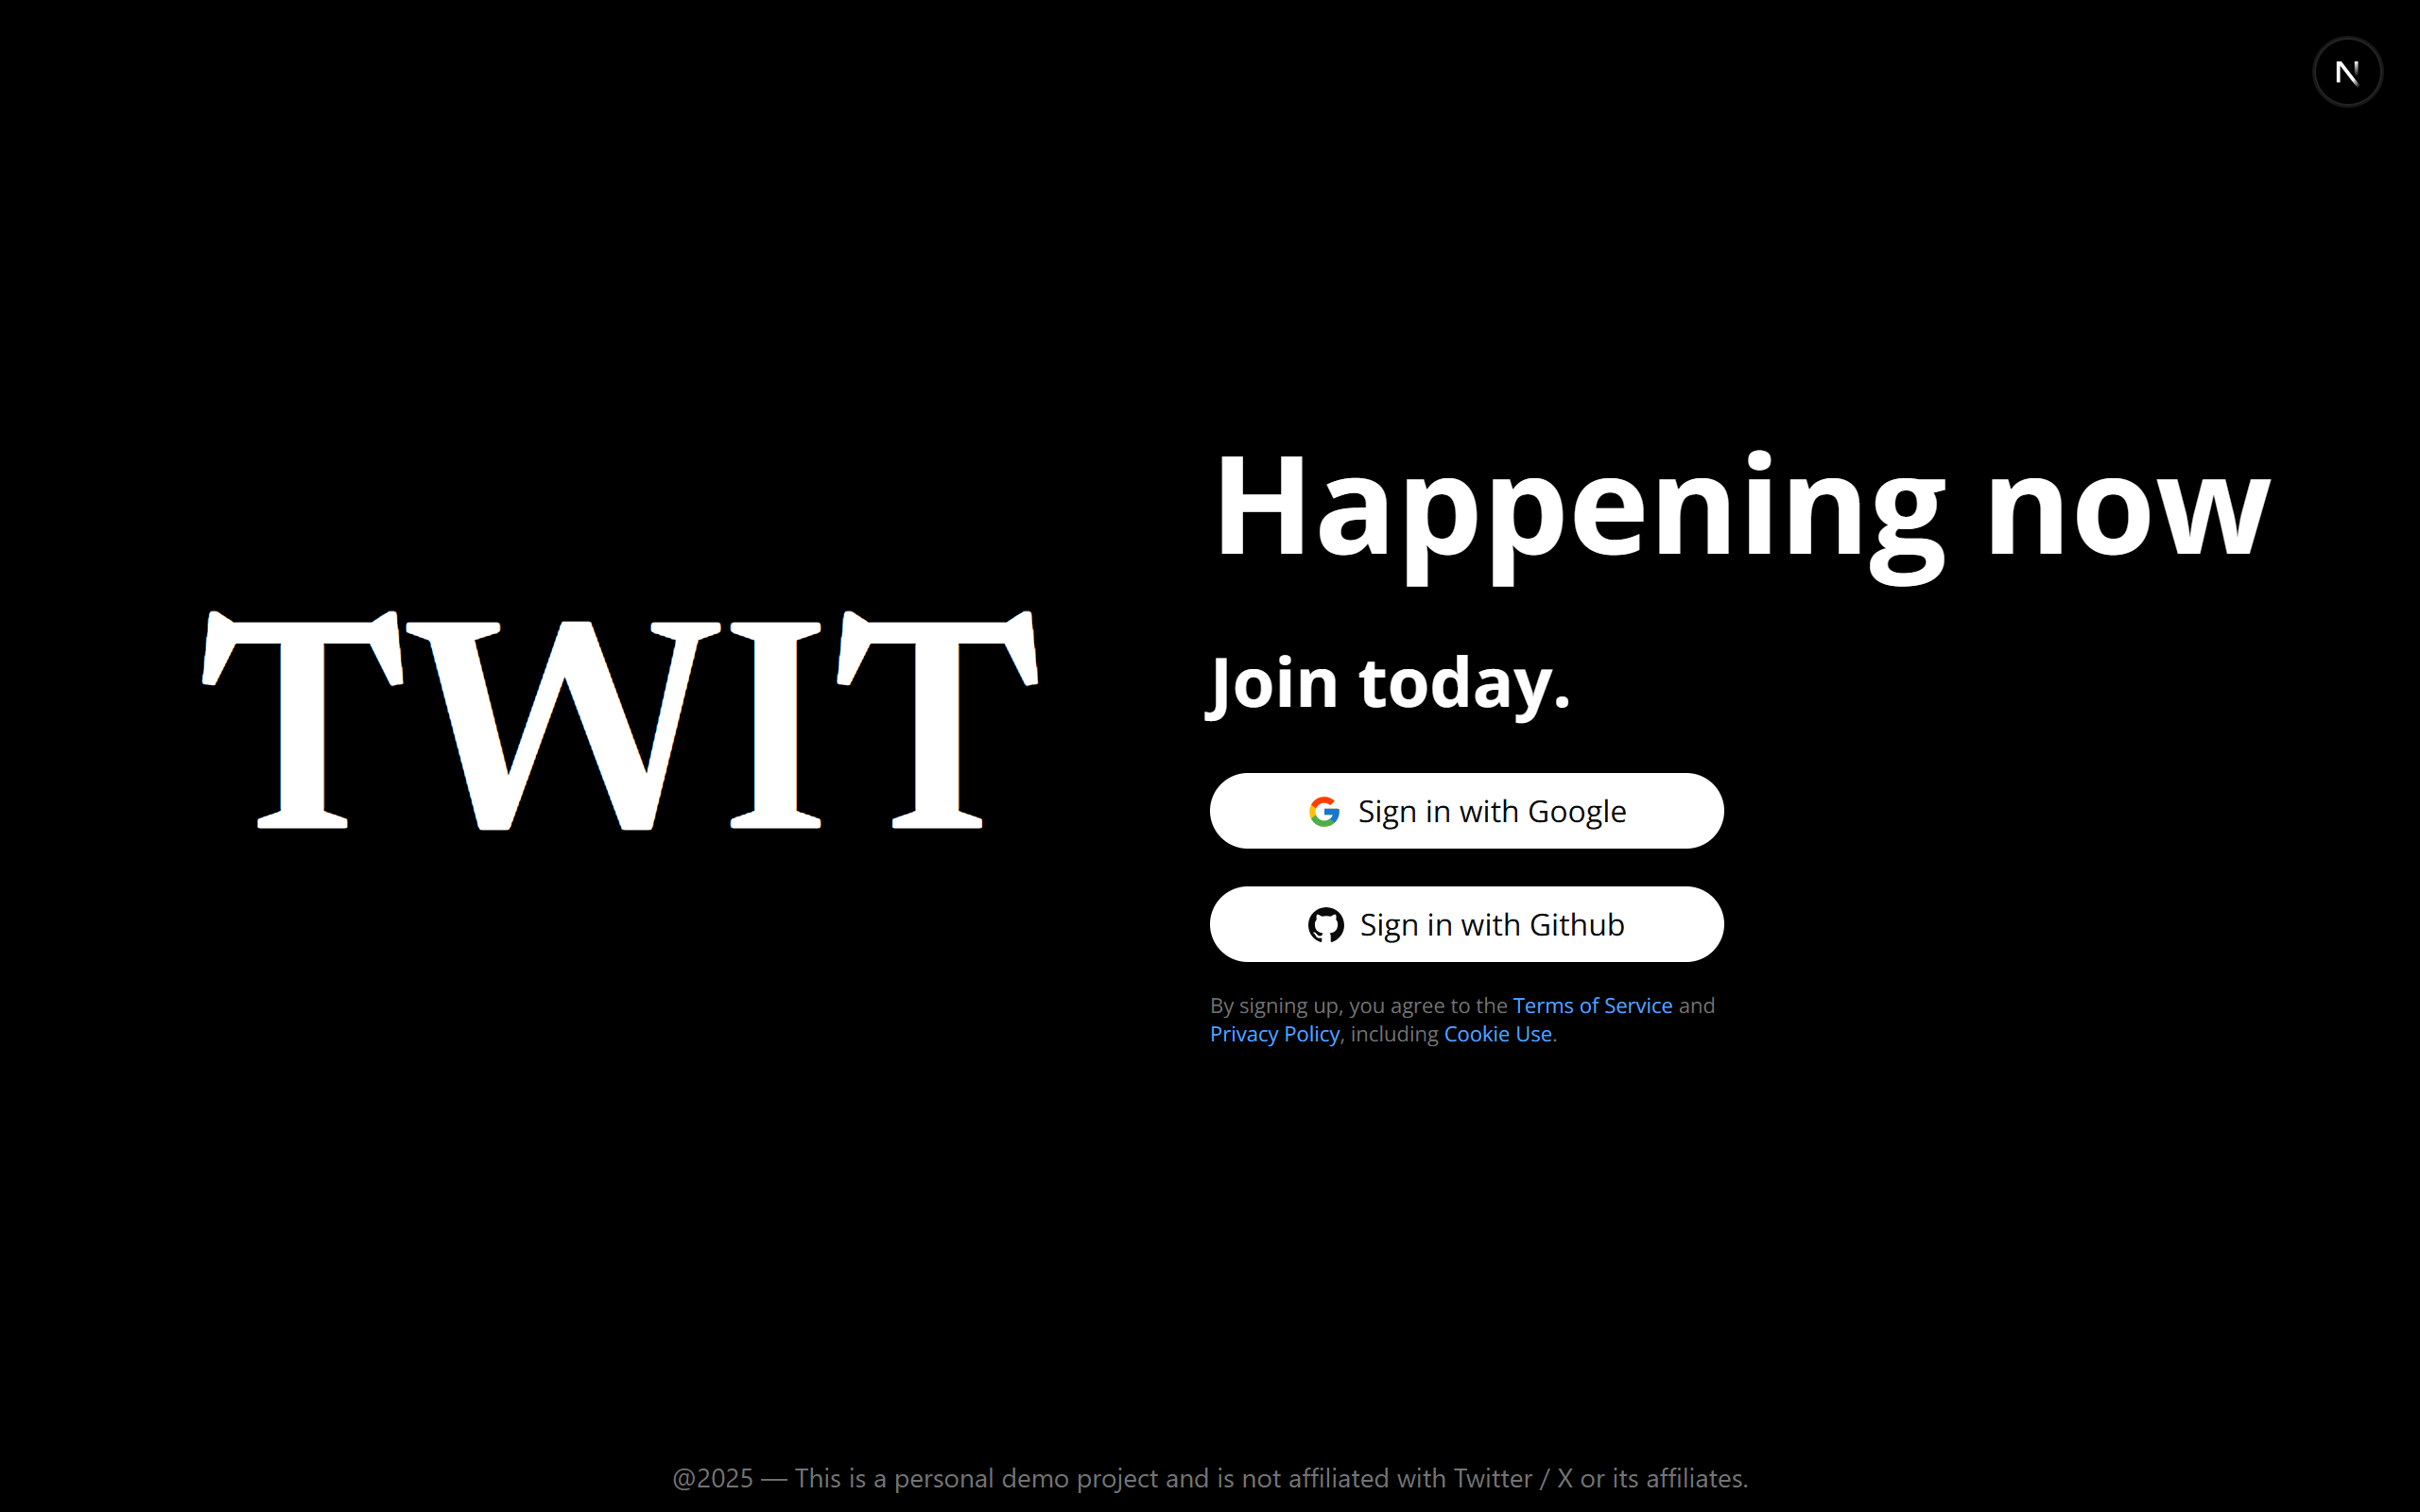 N
TWIT
Happening now
Join today.
Sign in with Google
Sign in with Github
By signing up, you agree to the Terms of Service and
Privacy Policy, including Cookie Use.
@2025 — This is a personal demo project and is not affiliated with Twitter / X or its affiliates.